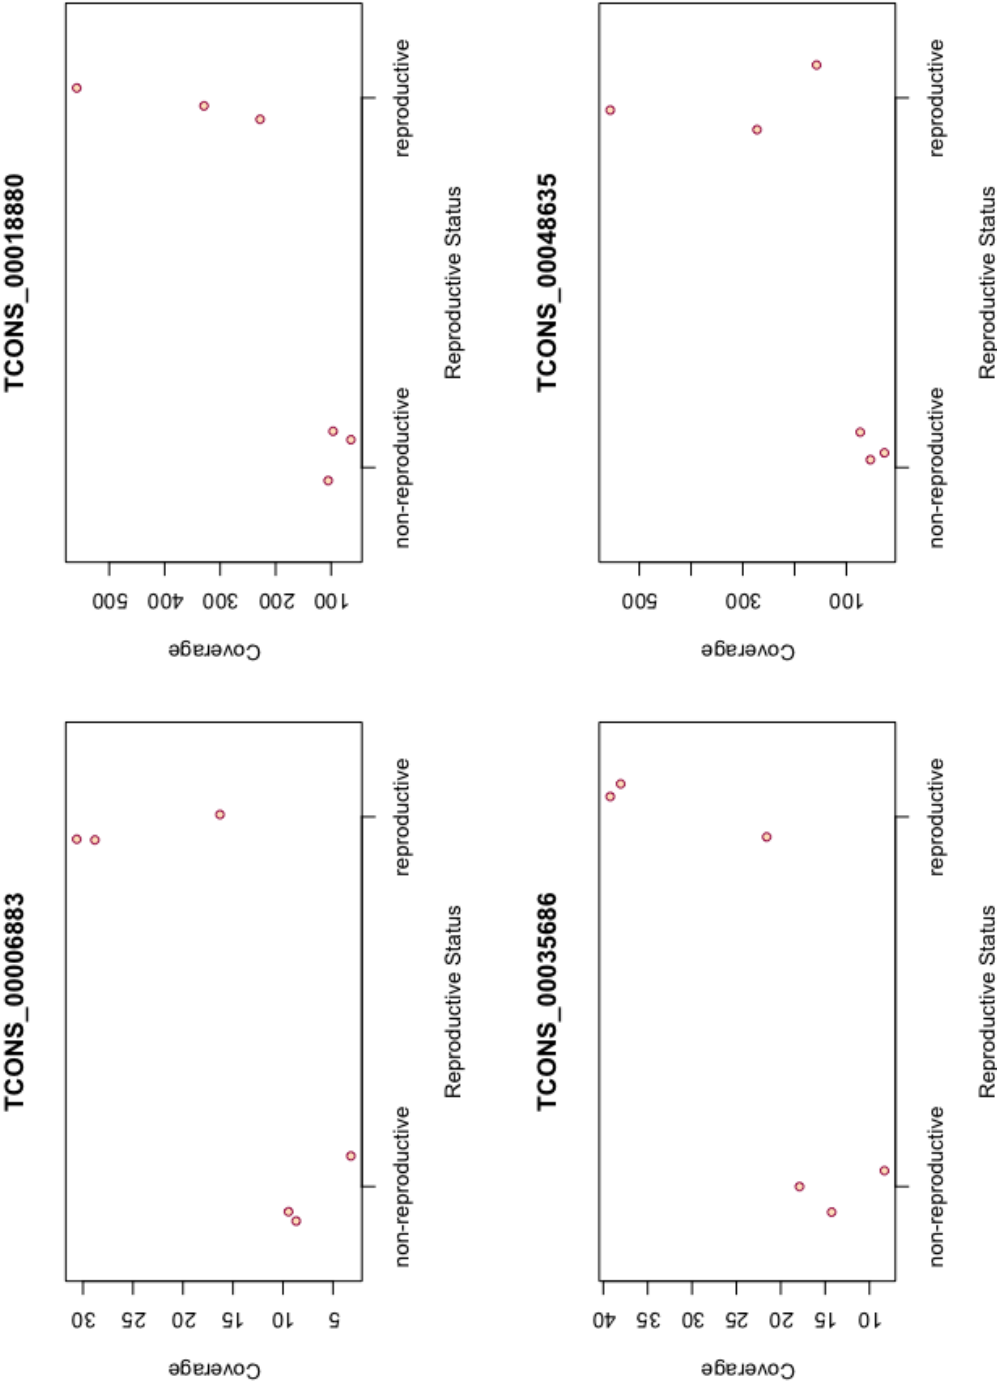 TCONS_00006883
Coverage
30
25
20
15
10
5
non-reproductive
reproductive
Reproductive Status
TCONS_00018880
Coverage
500
400
300
200
100
non-reproductive
reproductive
Reproductive Status
TCONS_00035686
Coverage
40
35
30
25
20
15
10
non-reproductive
reproductive
Reproductive Status
TCONS_00048635
Coverage
500
300
100
non-reproductive
reproductive
Reproductive Status